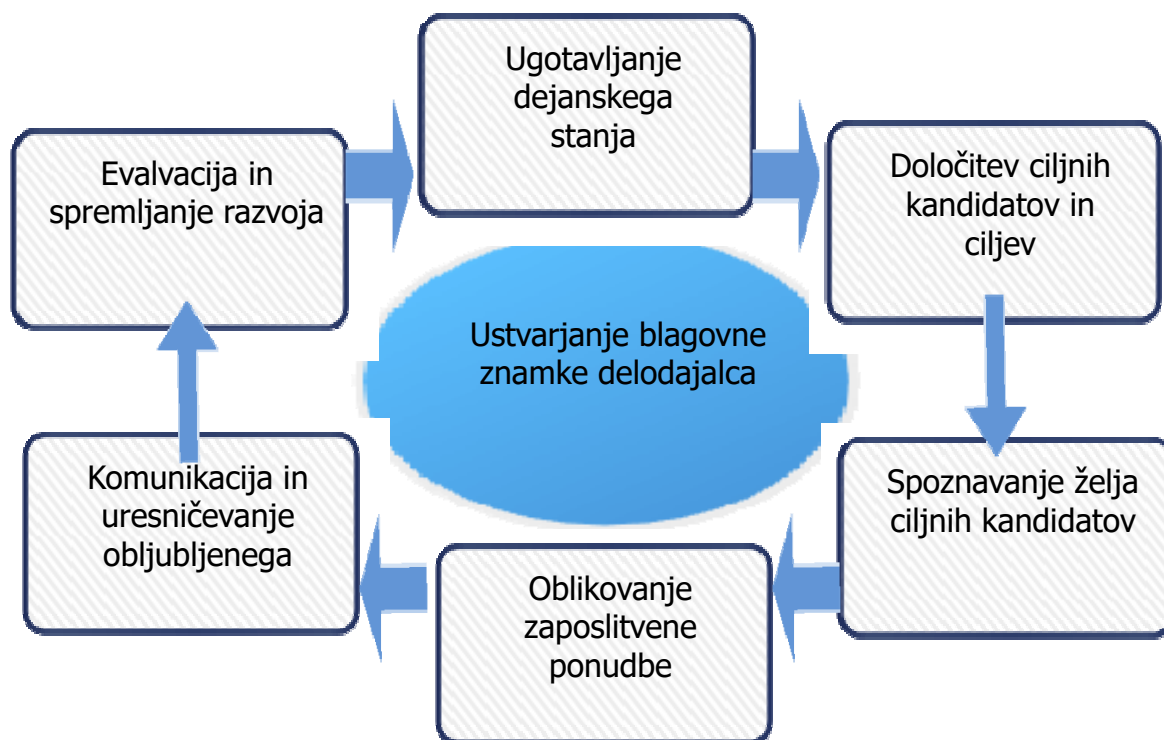 Ugotavljanje
dejanskega
stanja
Določitev ciljnih
kandidatov in
ciljev
Spoznavanje želja
ciljnih kandidatov
Oblikovanje
zaposlitvene
ponudbe
Komunikacija in
uresničevanje
obljubljenega
Evalvacija in
spremljanje razvoja
Ustvarjanje blagovne
znamke delodajalca